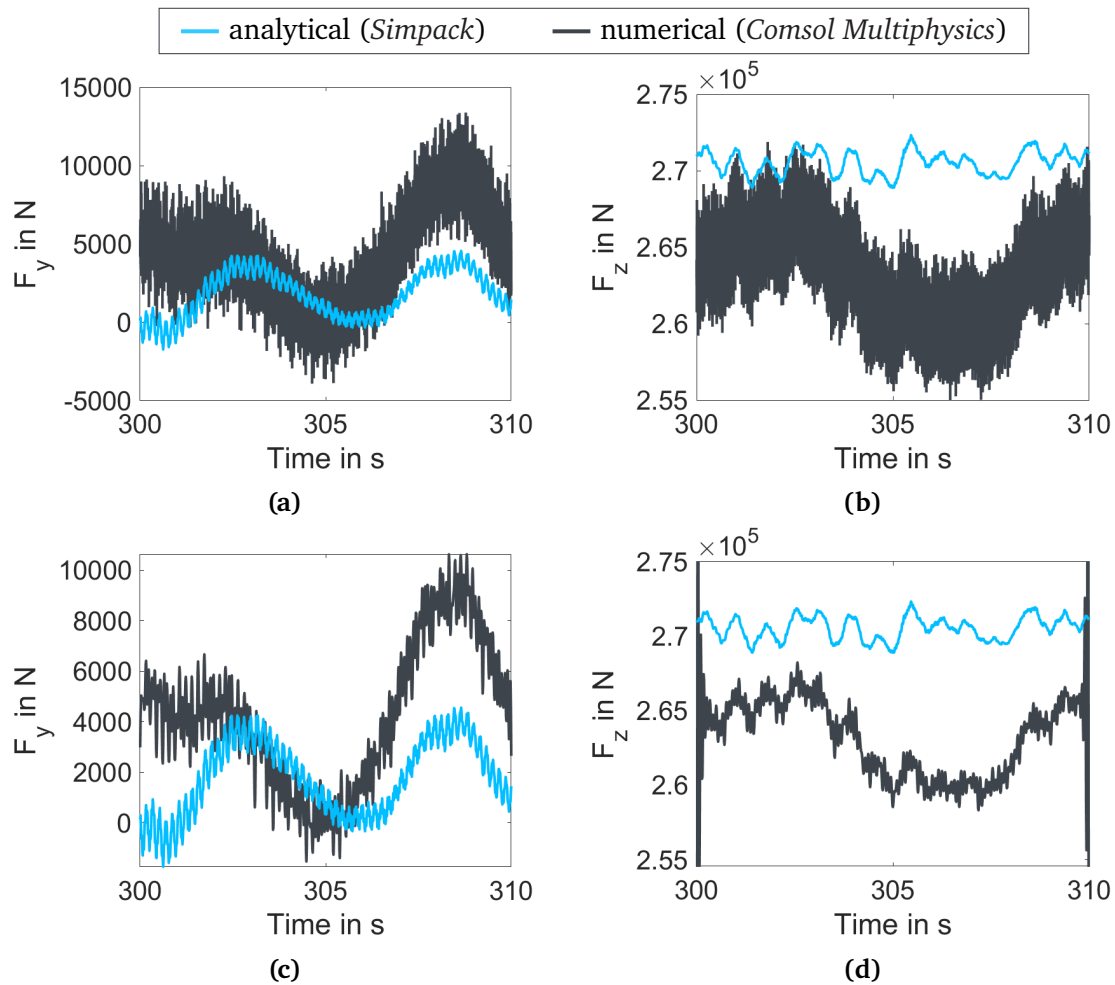 analytical (Simpack) numerical (Comsol Multiphysics)
15000
10000
5000
0
-5000
F_y in N
300 305 310
Time in s
(a)
×10^5
2.75
2.7
2.65
2.6
2.55
F_z in N
300 305 310
Time in s
(b)
10000
8000
6000
4000
2000
0
F_y in N
300 305 310
Time in s
(c)
×10^5
2.75
2.7
2.65
2.6
2.55
F_z in N
300 305 310
Time in s
(d)